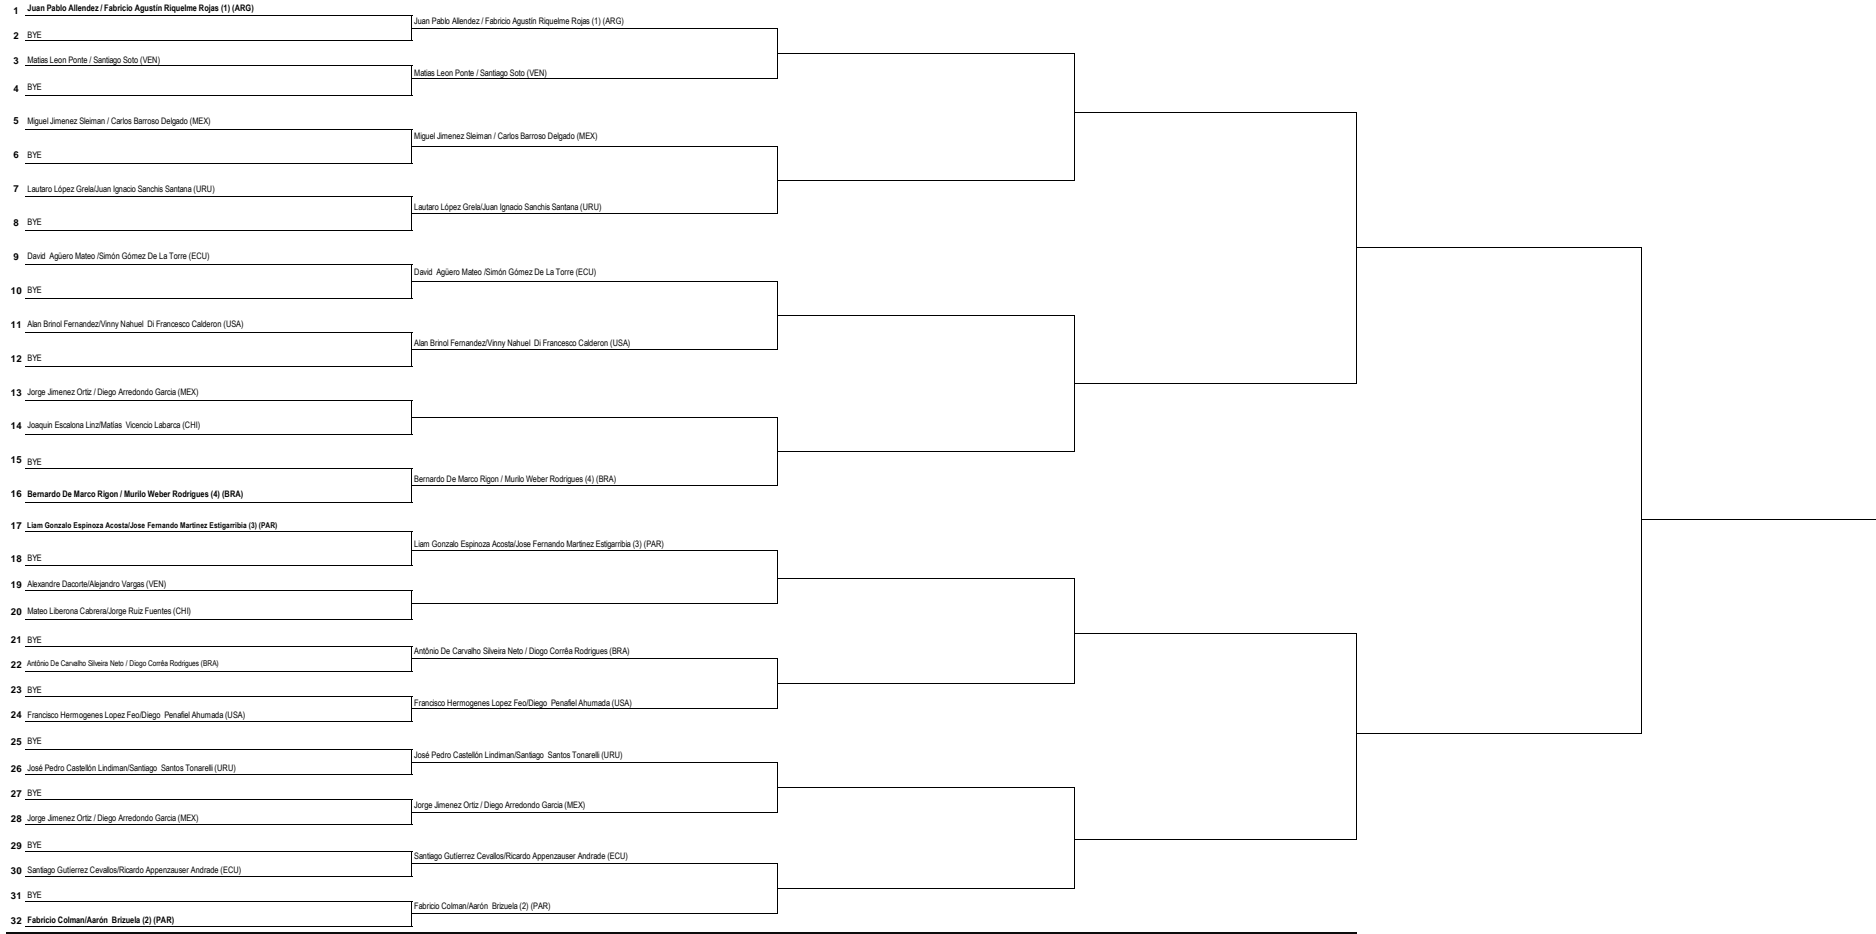 1 Juan Pablo Allendez / Fabricio Agustín Riquelme Rojas (1) (ARG)
Juan Pablo Allendez / Fabricio Agustín Riquelme Rojas (1) (ARG)
2 BYE
3 Matias Leon Ponte / Santiago Soto (VEN)
Matias Leon Ponte / Santiago Soto (VEN)
4 BYE
5 Miguel Jimenez Sleiman / Carlos Barroso Delgado (MEX)
Miguel Jimenez Sleiman / Carlos Barroso Delgado (MEX)
6 BYE
7 Lautaro López Grela/Juan Ignacio Sanchis Santana (URU)
Lautaro López Grela/Juan Ignacio Sanchis Santana (URU)
8 BYE
9 David Agüero Mateo /Simón Gómez De La Torre (ECU)
David Agüero Mateo /Simón Gómez De La Torre (ECU)
10 BYE
11 Alan Brinol Fernandez/Vinny Nahuel Di Francesco Calderon (USA)
Alan Brinol Fernandez/Vinny Nahuel Di Francesco Calderon (USA)
12 BYE
13 Jorge Jimenez Ortiz / Diego Arredondo Garcia (MEX)
14 Joaquin Escalona Linz/Matías Vicencio Labarca (CHI)
15 BYE
Bernardo De Marco Rigon / Murilo Weber Rodrigues (4) (BRA)
16 Bernardo De Marco Rigon / Murilo Weber Rodrigues (4) (BRA)
17 Liam Gonzalo Espinoza Acosta/Jose Fernando Martinez Estigarribia (3) (PAR)
Liam Gonzalo Espinoza Acosta/Jose Fernando Martinez Estigarribia (3) (PAR)
18 BYE
19 Alexandre Dacorte/Alejandro Vargas (VEN)
20 Mateo Liberona Cabrera/Jorge Ruiz Fuentes (CHI)
21 BYE
Antônio De Carvalho Silveira Neto / Diogo Corrêa Rodrigues (BRA)
22 Antônio De Carvalho Silveira Neto / Diogo Corrêa Rodrigues (BRA)
23 BYE
Francisco Hermogenes Lopez Feo/Diego Penafiel Ahumada (USA)
24 Francisco Hermogenes Lopez Feo/Diego Penafiel Ahumada (USA)
25 BYE
José Pedro Castellón Lindiman/Santiago Santos Tonarelli (URU)
26 José Pedro Castellón Lindiman/Santiago Santos Tonarelli (URU)
27 BYE
Jorge Jimenez Ortiz / Diego Arredondo Garcia (MEX)
28 Jorge Jimenez Ortiz / Diego Arredondo Garcia (MEX)
29 BYE
Santiago Gutierrez Cevallos/Ricardo Appenzauser Andrade (ECU)
30 Santiago Gutierrez Cevallos/Ricardo Appenzauser Andrade (ECU)
31 BYE
Fabricio Colman/Aarón Brizuela (2) (PAR)
32 Fabricio Colman/Aarón Brizuela (2) (PAR)